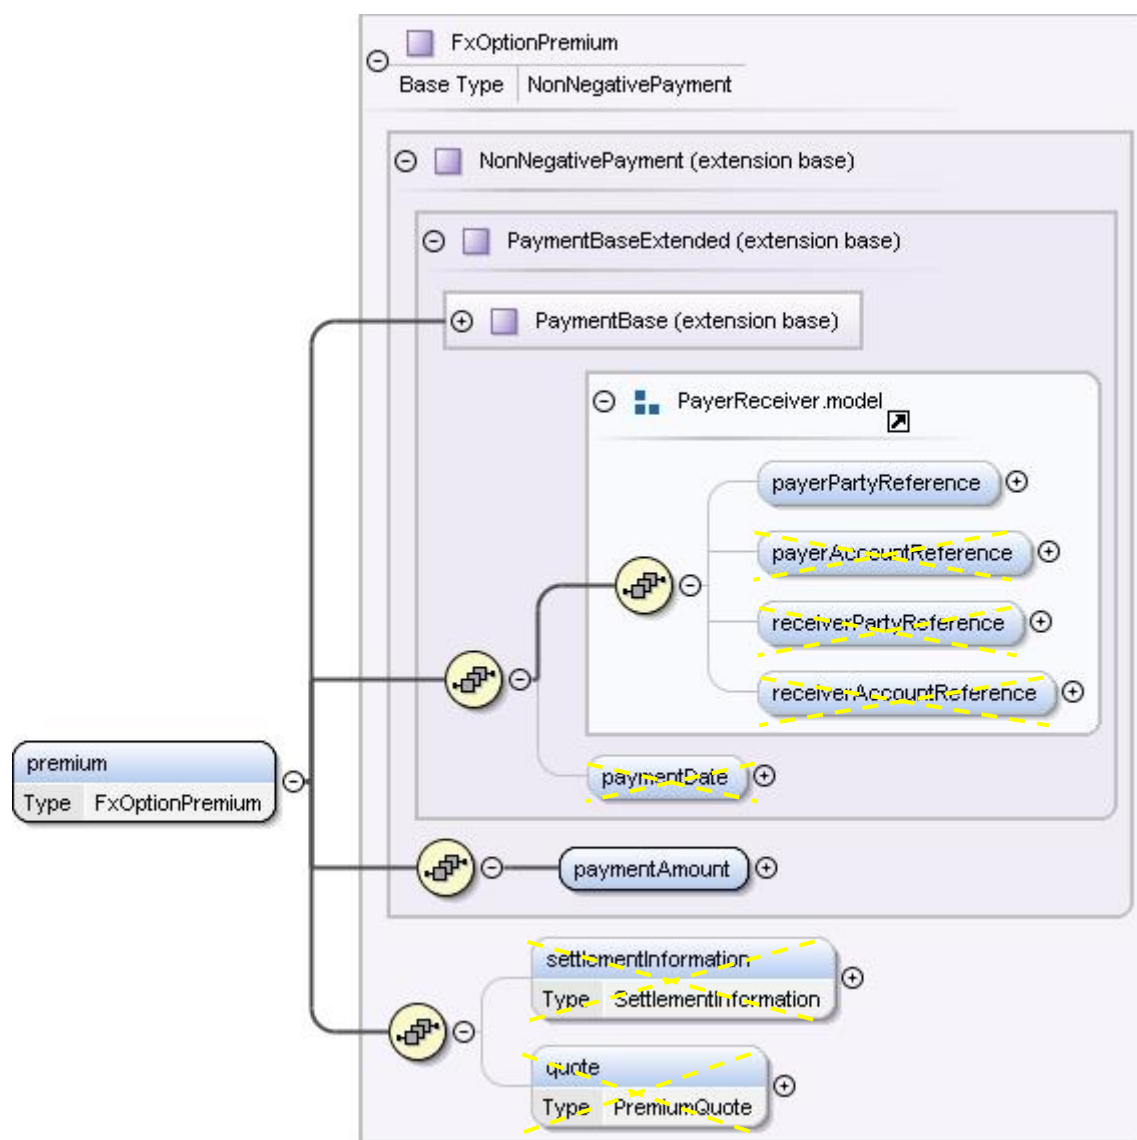 FxOptionPremium
Base Type NonNegativePayment
NonNegativePayment (extension base)
PaymentBaseExtended (extension base)
PaymentBase (extension base)
PayerReceiver.model
payerPartyReference
payerAccountReference
receiverPartyReference
receiverAccountReference
paymentDate
premium
Type FxOptionPremium
paymentAmount
settlementInformation
Type SettlementInformation
quote
Type PremiumQuote